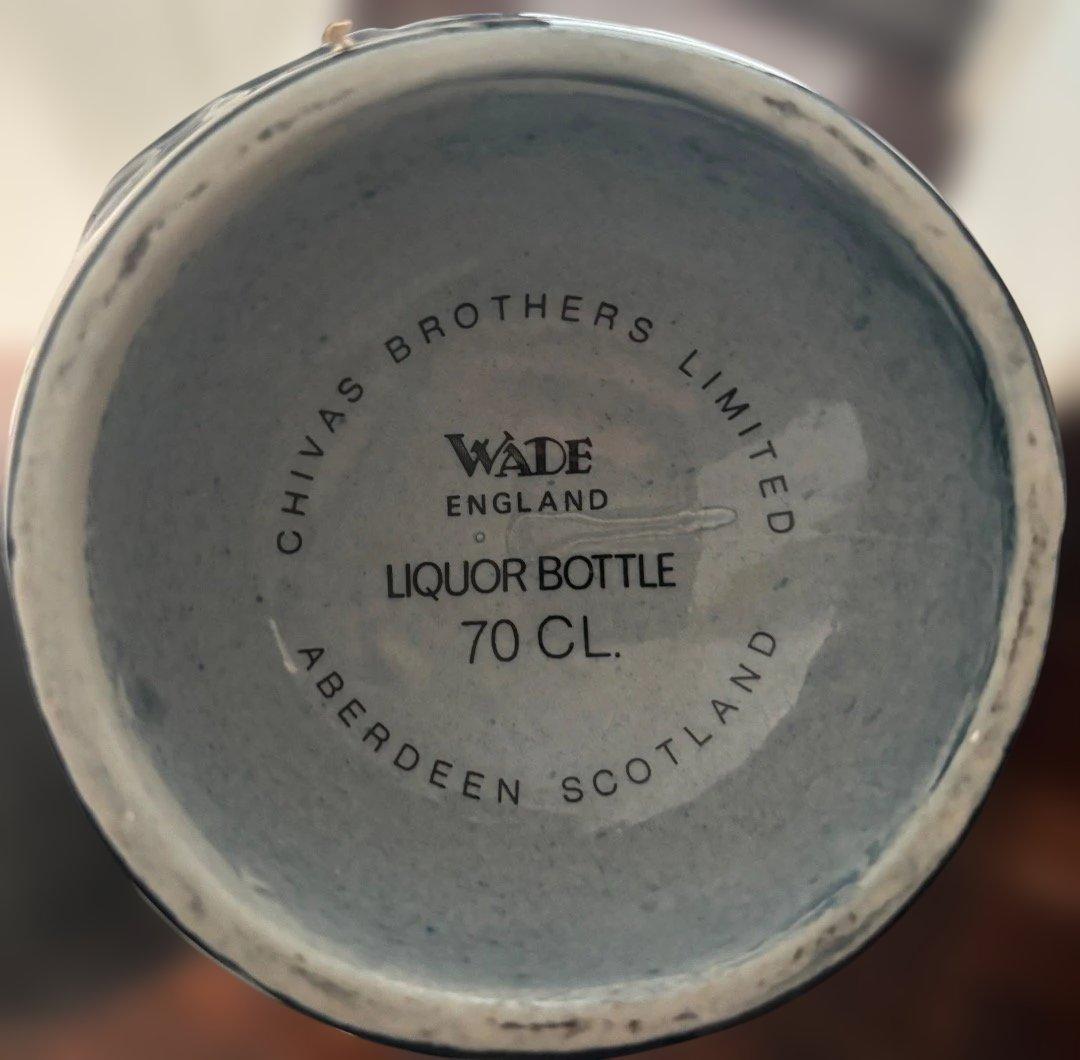 CHIVAS BROTHERS LIMITED
WADE
ENGLAND
LIQUOR BOTTLE
70 CL.
ABERDEEN SCOTLAND